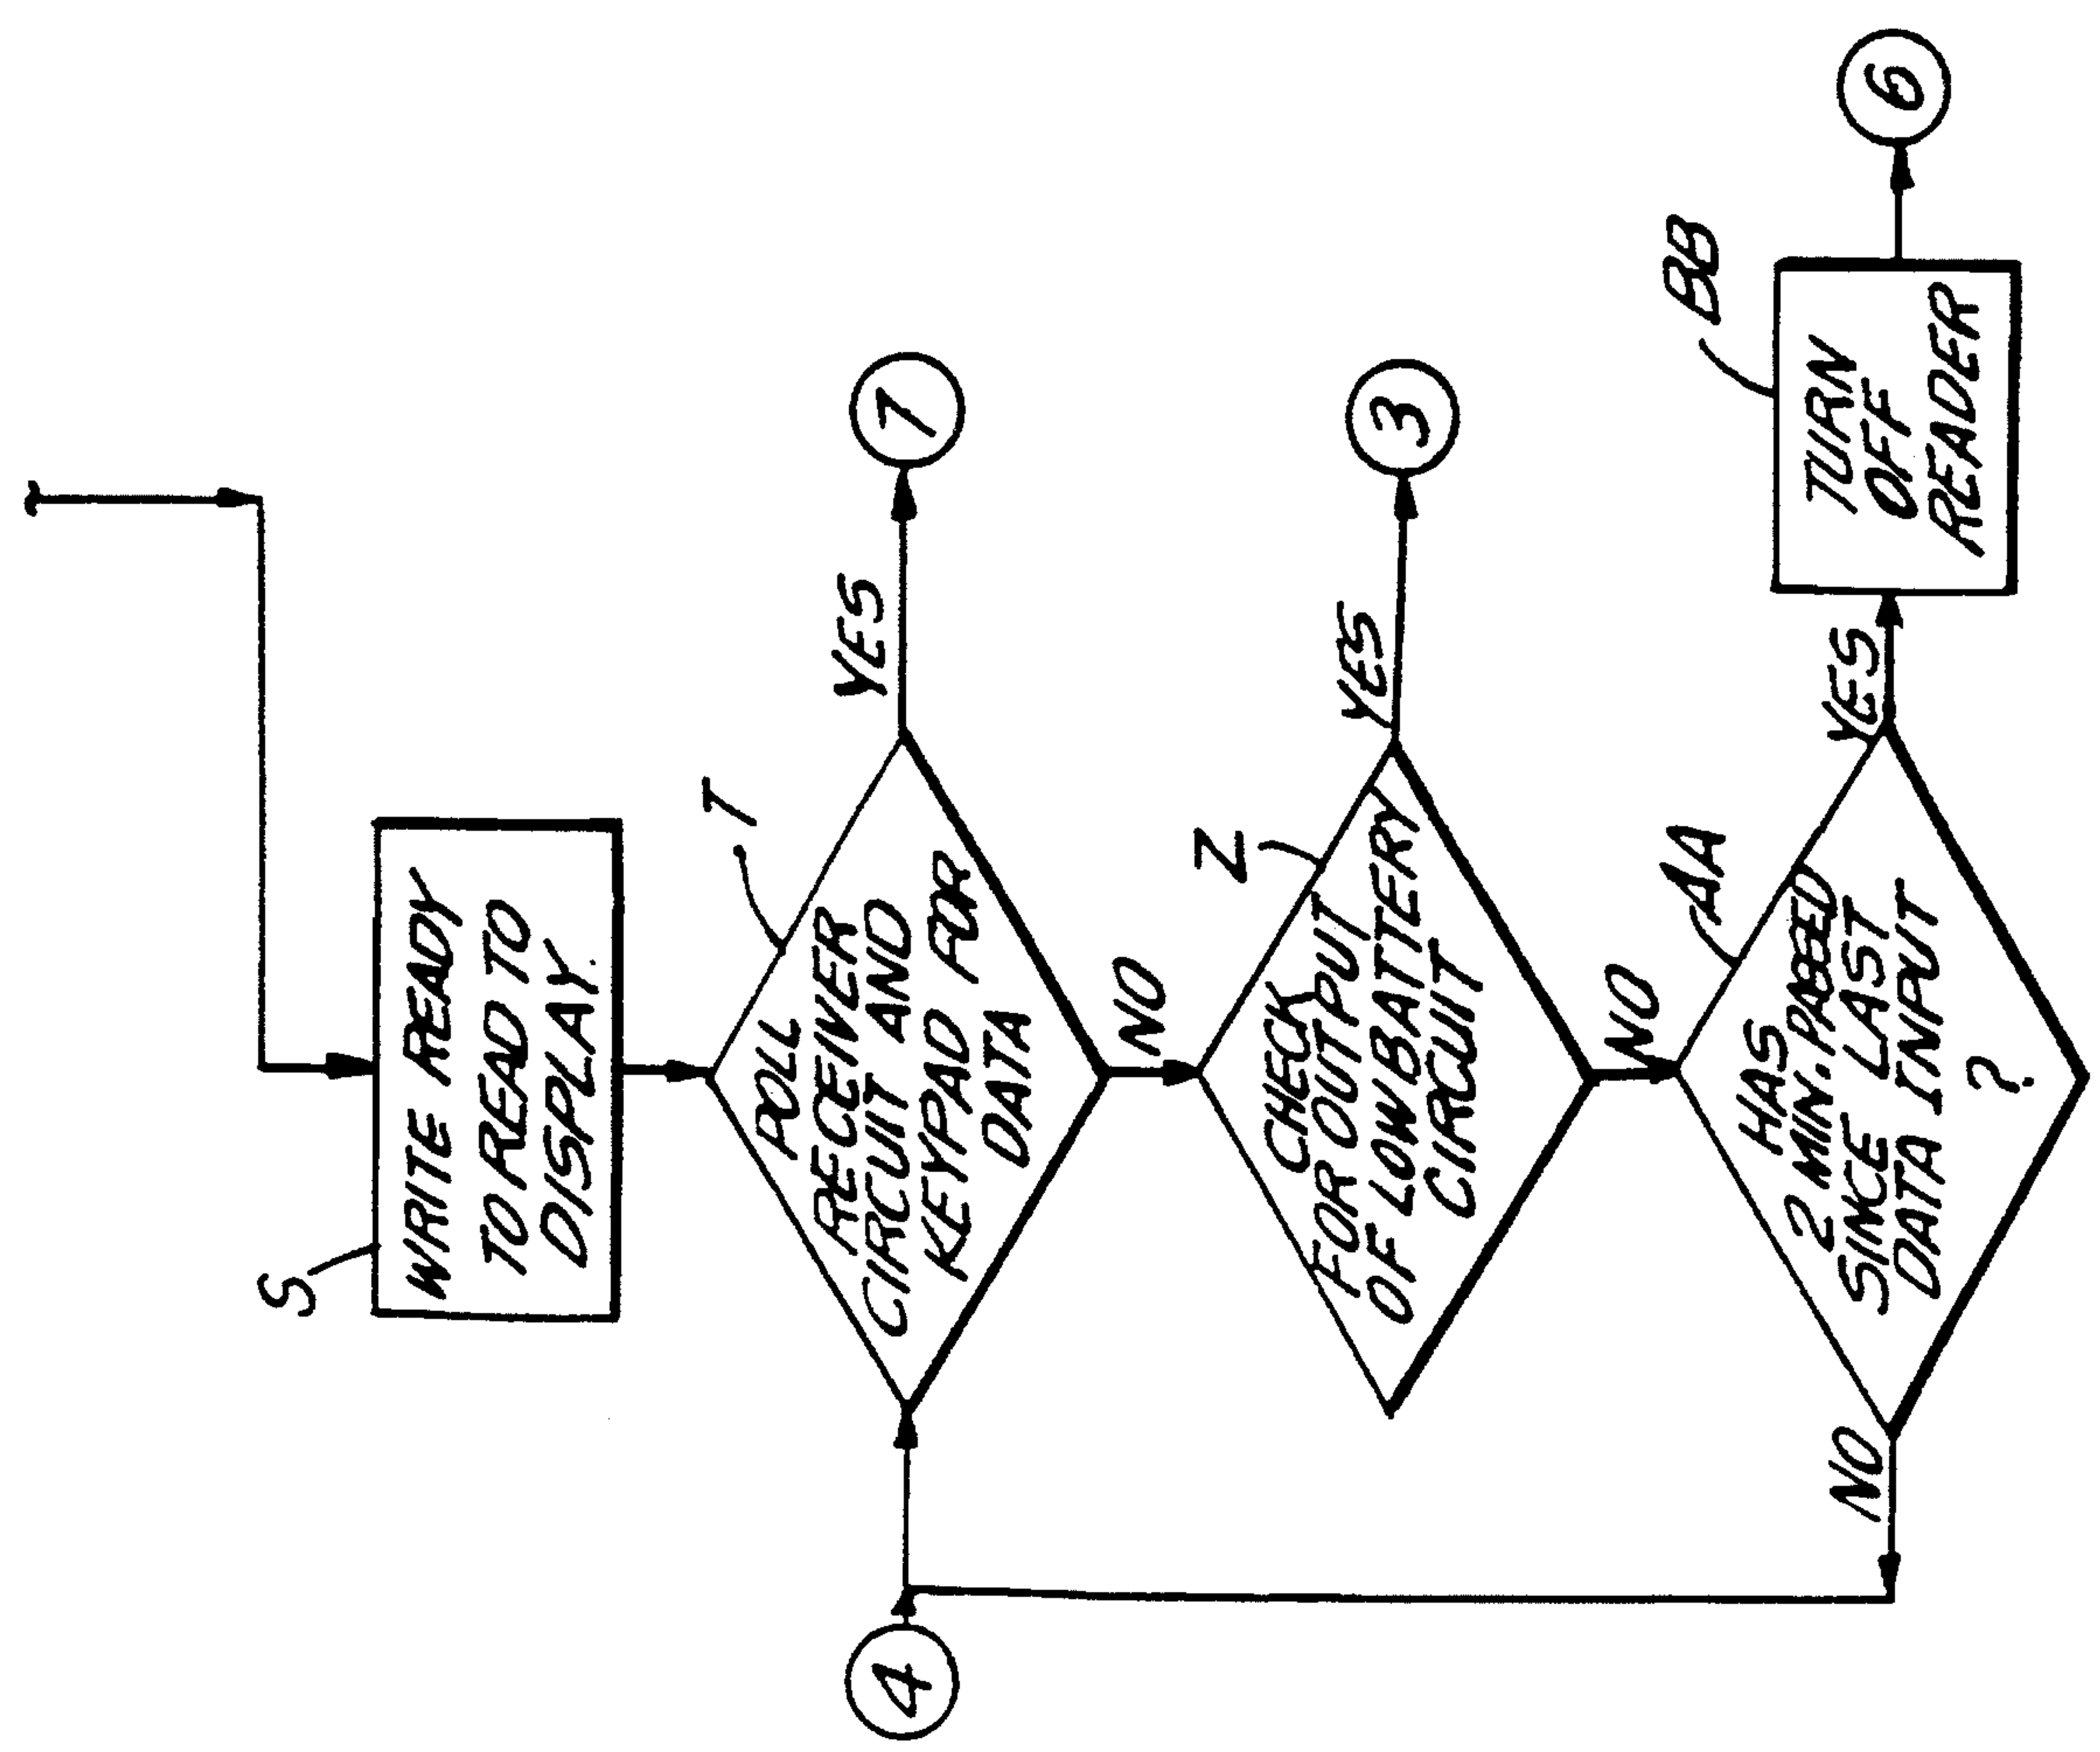 S
WRITE READY
TO READ TO
DISPLAY.
T
POLL
RECEIVER
CIRCUIT AND
KEYPAD FOR
DATA
YES
7
4
NO
Z
CHECK
FOR OUTPUT
OF LOW BATTERY
CIRCUIT
YES
3
NO
AA
HAS
2 MIN. PASSED
SINCE LAST
DATA INPUT
?
NO
YES
BB
TURN
OFF
READER
6